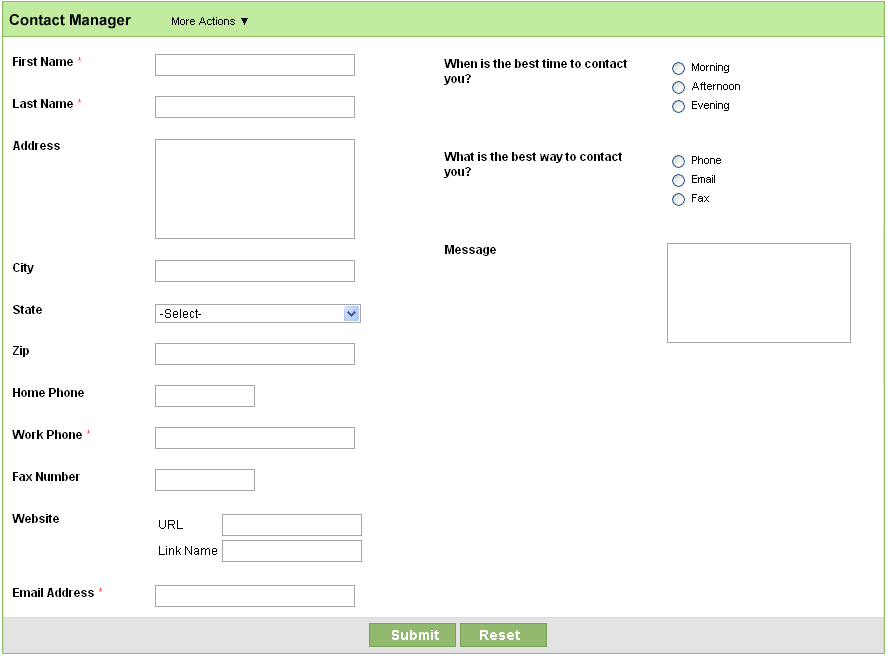 Contact Manager More Actions ▼
First Name *
Last Name *
Address
City
State -Select-
Zip
Home Phone
Work Phone *
Fax Number
Website URL
Link Name
Email Address *
When is the best time to contact
you?
Morning
Afternoon
Evening
What is the best way to contact
you?
Phone
Email
Fax
Message
Submit Reset